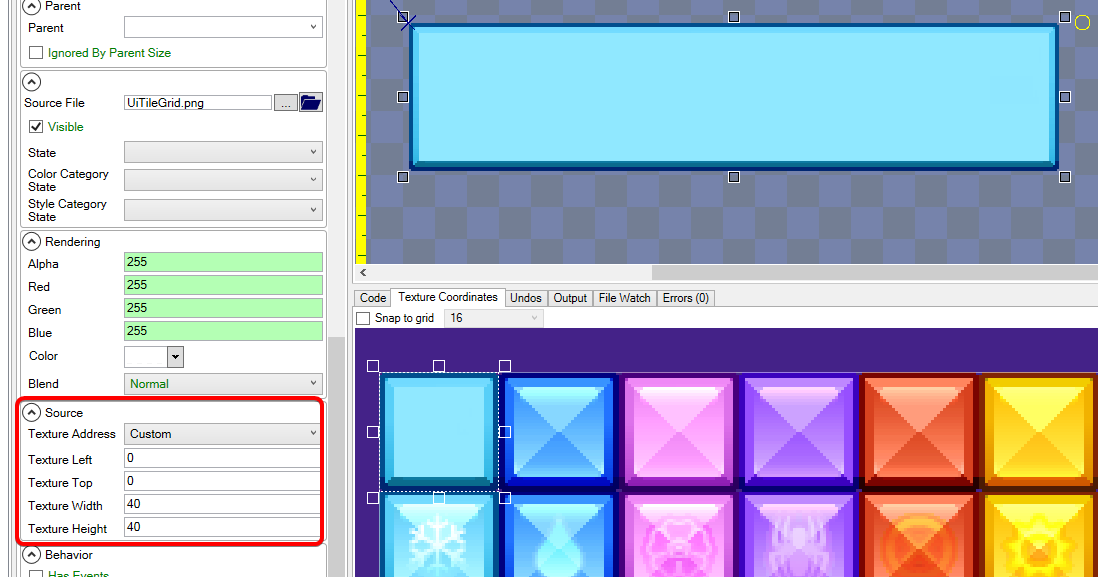 Parent
Parent
Ignored By Parent Size
Source File UiTileGrid.png ...
Visible
State
Color Category
State
Style Category
State
Rendering
Alpha 255
Red 255
Green 255
Blue 255
Color
Blend Normal
Source
Texture Address Custom
Texture Left 0
Texture Top 0
Texture Width 40
Texture Height 40
Behavior
Has Events
Code Texture Coordinates Undos Output File Watch Errors (0)
Snap to grid 16